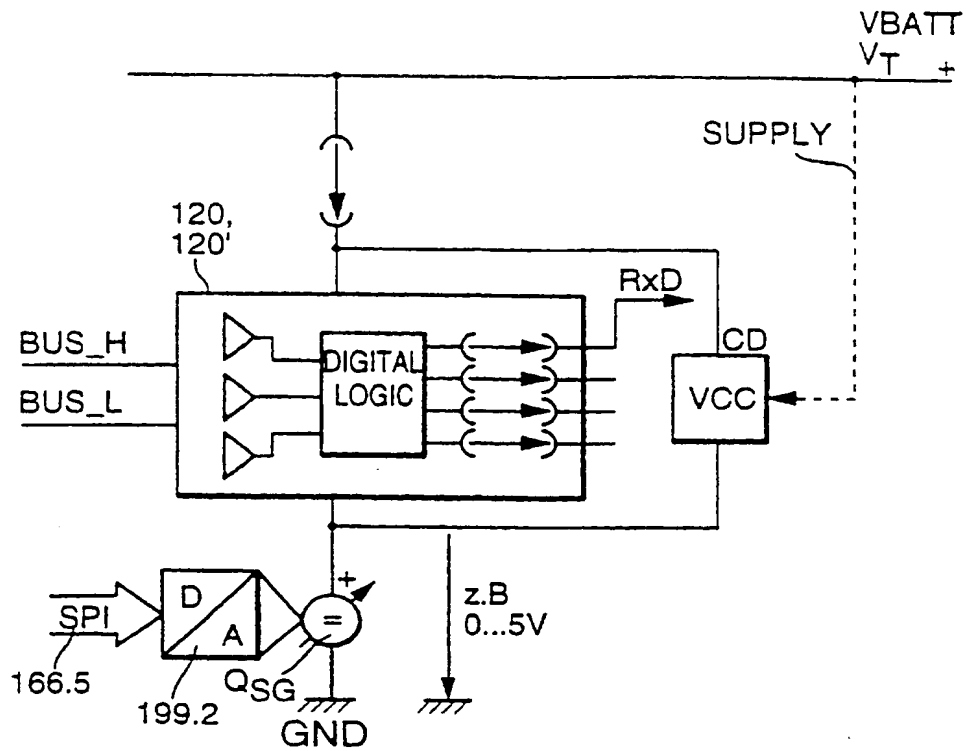 VBATT
VT +
SUPPLY
120,
120'
RxD
BUS_H
BUS_L
DIGITAL
LOGIC
CD
VCC
+
z.B
0...5V
D
A
=
SPI
QSG
166.5
199.2
GND